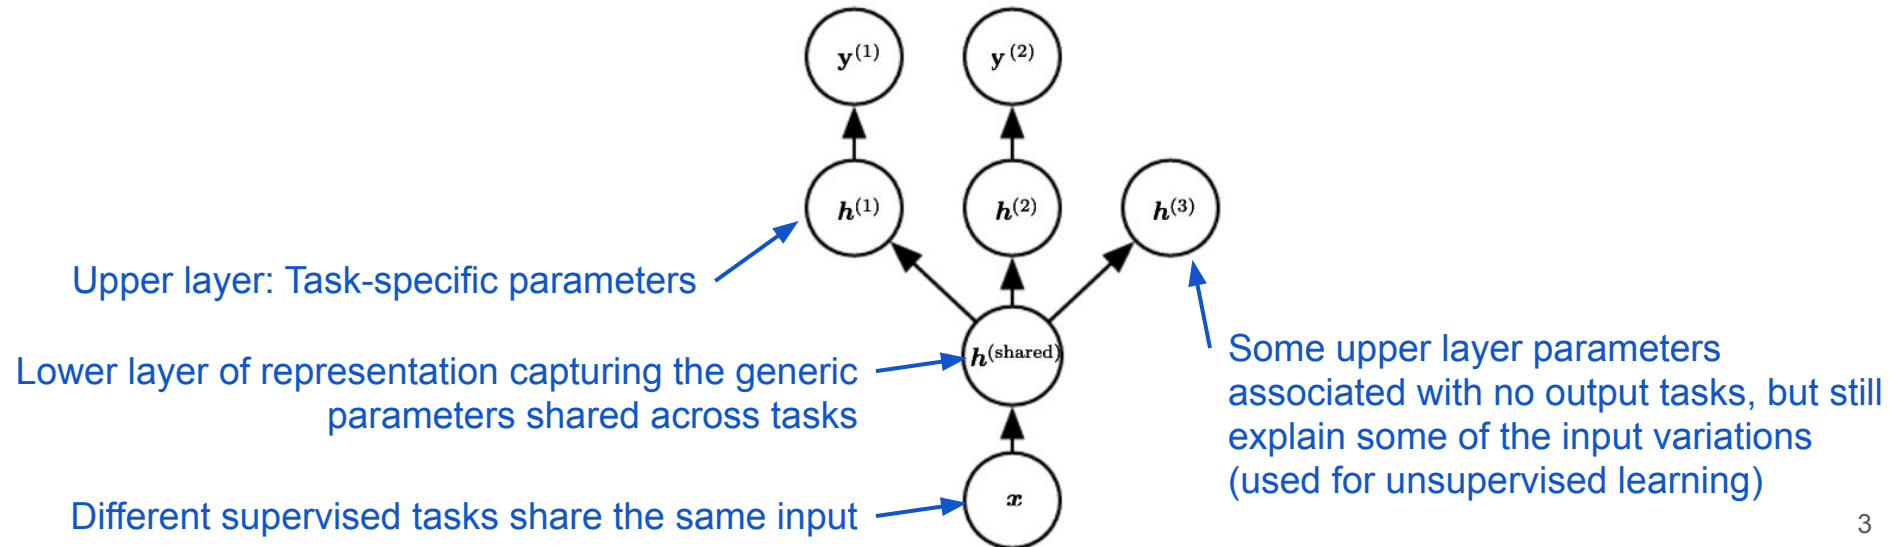 y(1)
y(2)
h(1)
h(2)
h(3)
Upper layer: Task-specific parameters
h(shared)
Lower layer of representation capturing the generic
parameters shared across tasks
Some upper layer parameters
associated with no output tasks, but still
explain some of the input variations
(used for unsupervised learning)
x
Different supervised tasks share the same input
3